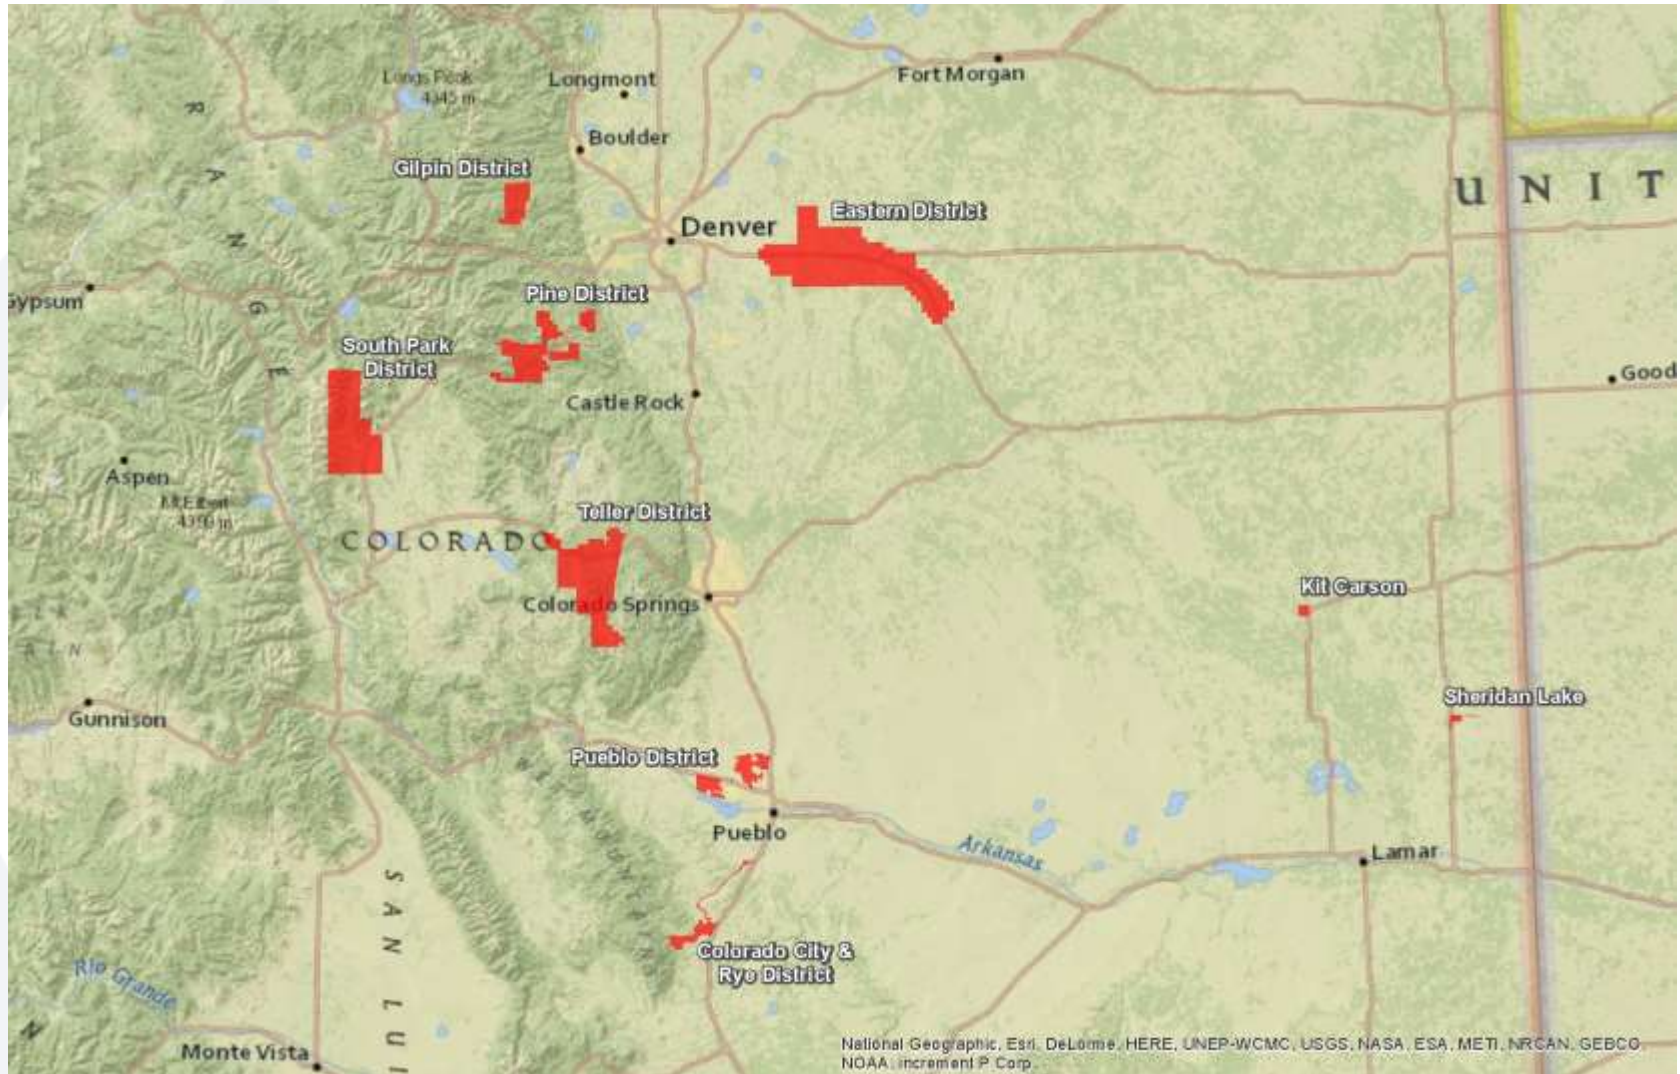 Longs Peak
4345 m
Longmont
Fort Morgan
Boulder
Gilpin District
R A N G E
UNIT
Eastern District
Denver
Gypsum
Pine District
South Park
District
Castle Rock
Good
Aspen
Teller District
COLORADO
Colorado Springs
Kit Carson
Sheridan Lake
Gunnison
Pueblo District
Pueblo
Arkansas
Lamar
Colorado City &
Rye District
SAN LUI
Rio Grande
N
Monte Vista
National Geographic, Esri, DeLorme, HERE, UNEP-WCMC, USGS, NASA, ESA, METI, NRCAN, GEBCO,
NOAA, increment P Corp.